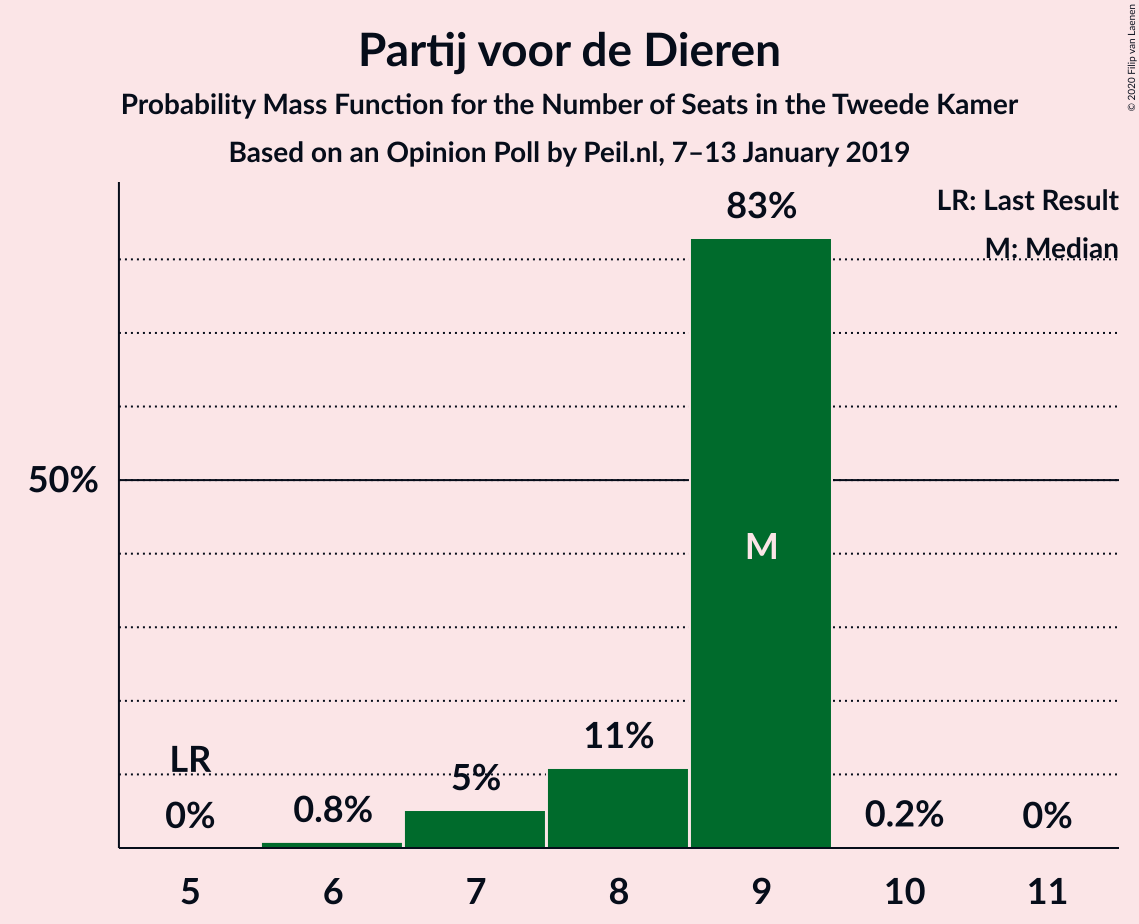 Partij voor de Dieren
Probability Mass Function for the Number of Seats in the Tweede Kamer
Based on an Opinion Poll by Peil.nl, 7–13 January 2019
© 2020 Filip van Laenen
LR: Last Result
M: Median
83%
50%
M
11%
LR
5%
0%
0.8%
0.2%
0%
5 6 7 8 9 10 11